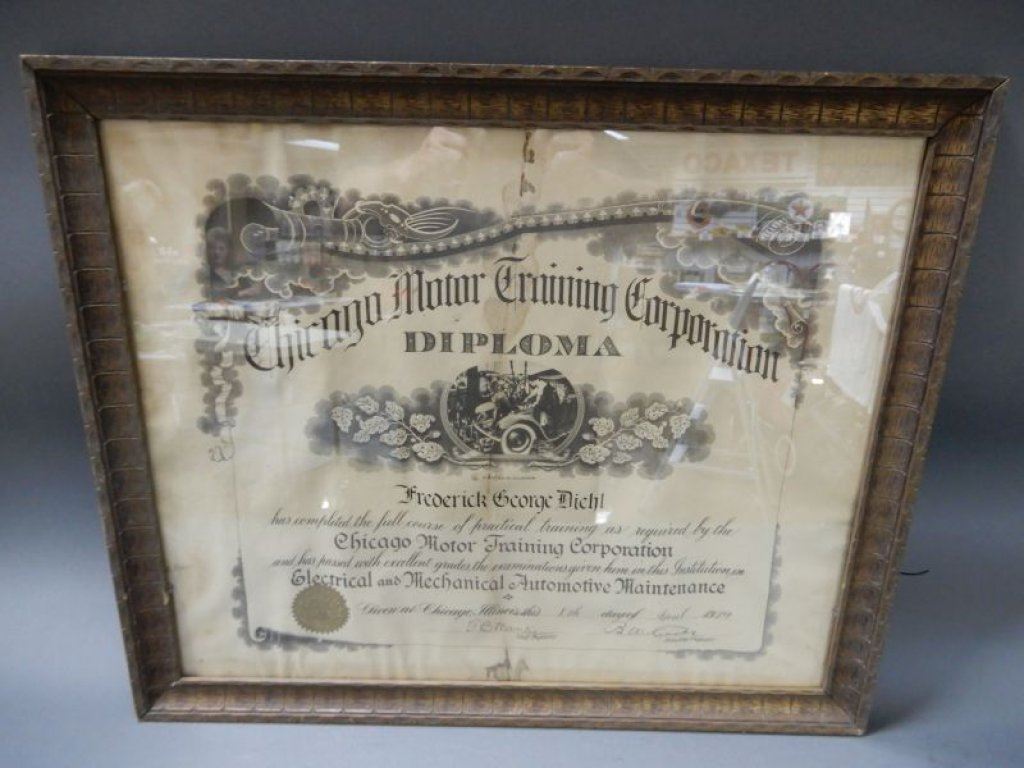 TEXACO
Chicago Motor Training Corporation
DIPLOMA
Frederick George Diehl
has completed the full course of practical training as required by the
Chicago Motor Training Corporation
and has passed with excellent grades the examinations given here in this Institution, in
Electrical and Mechanical Automotive Maintenance
Given at Chicago, Illinois this day of